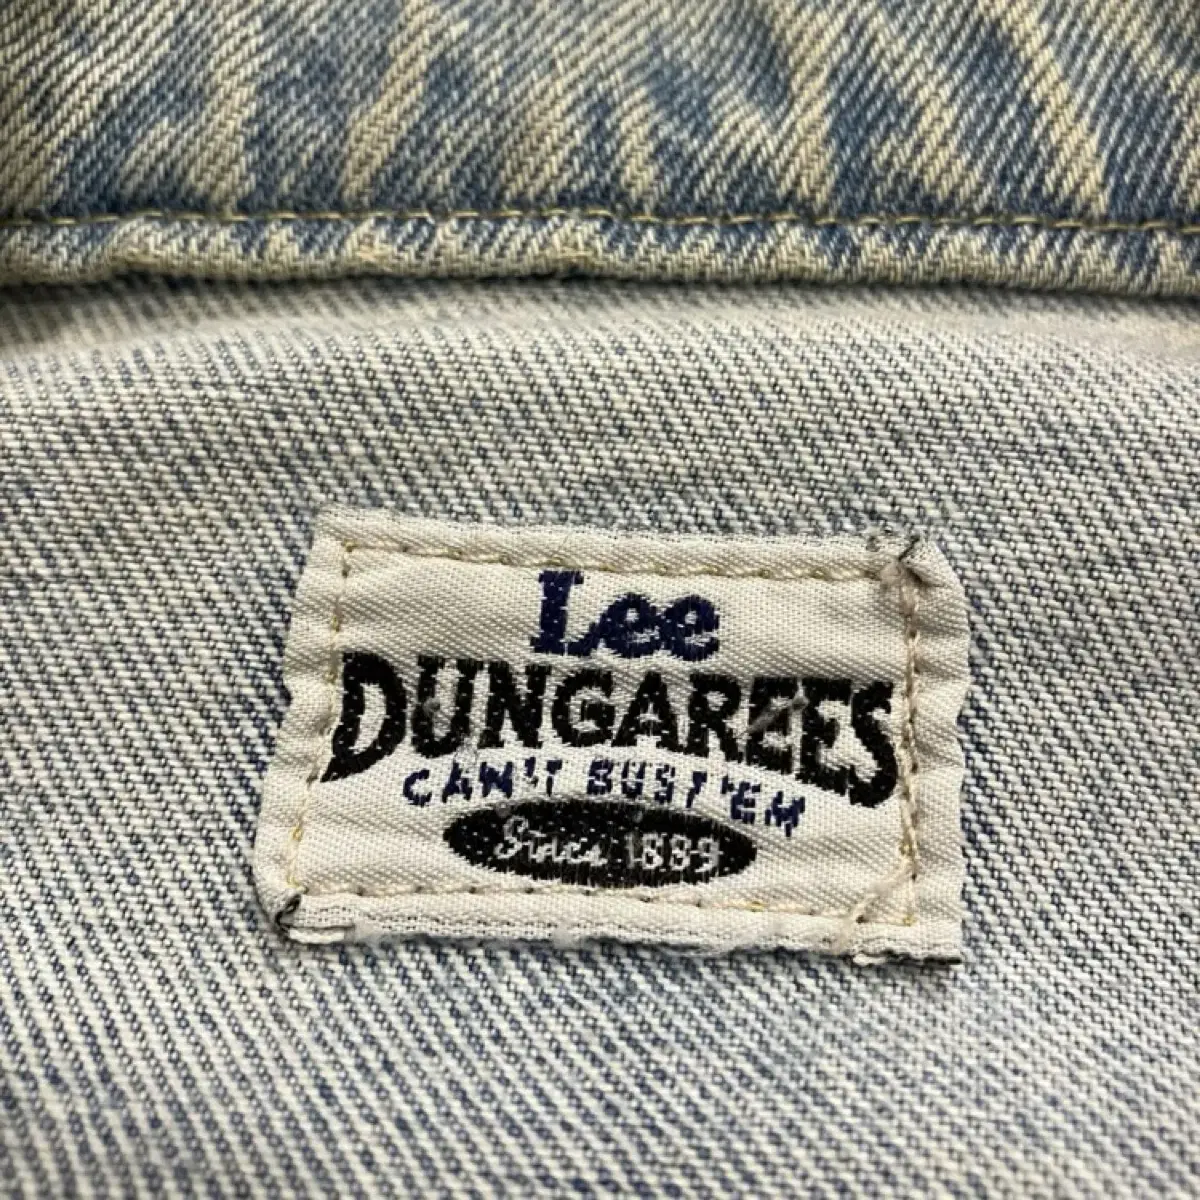 Lee
DUNGAREES
CAN'T BUST 'EM
Since 1889